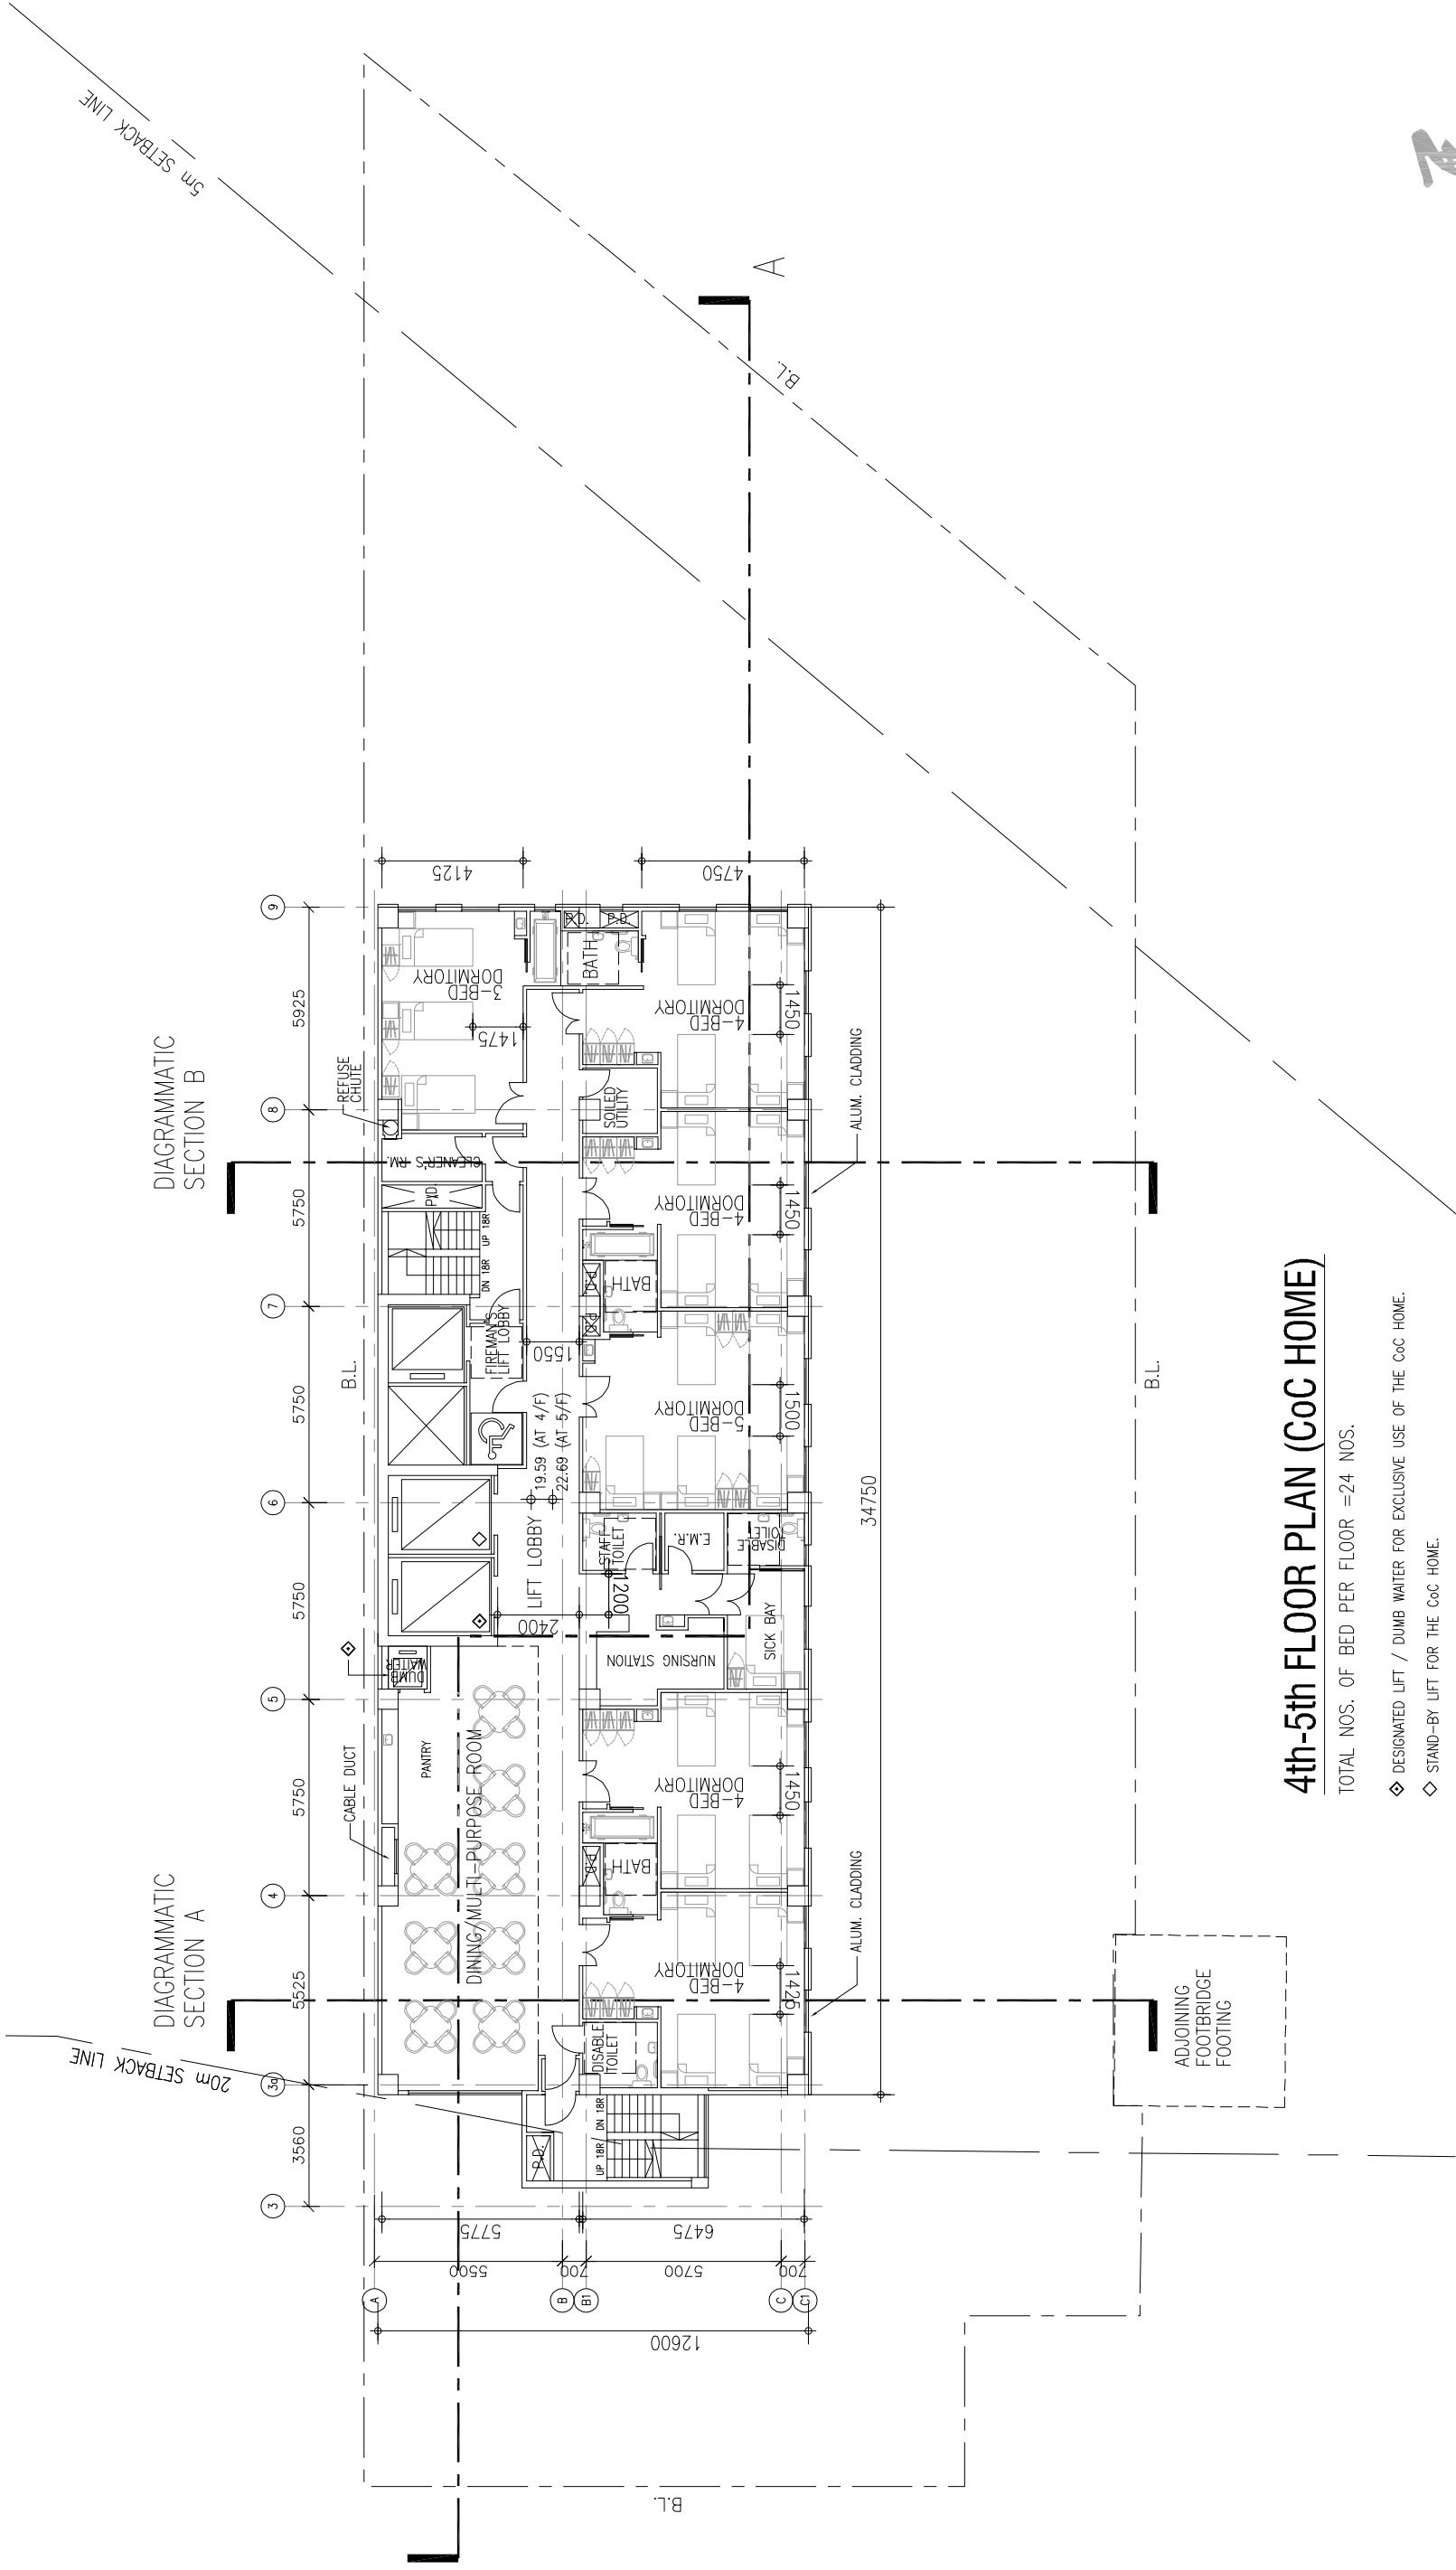 4th-5th FLOOR PLAN (CoC HOME)
TOTAL NOS. OF BED PER FLOOR =24 NOS.
DESIGNATED LIFT / DUMB WAITER FOR EXCLUSIVE USE OF THE CoC HOME.
STAND-BY LIFT FOR THE CoC HOME.
5m SETBACK LINE
20m SETBACK LINE
DIAGRAMMATIC
SECTION A
DIAGRAMMATIC
SECTION B
A
B.L.
B.L.
B.L.
B.L.
3
3a
4
5
6
7
8
9
3560
5525
5750
5750
5750
5750
5925
A
B
B1
C
C1
5500
700
5700
700
12600
5775
6475
4125
4750
34750
CABLE DUCT
REFUSE
CHUTE
DUMB
WAITER
PANTRY
DINING/MULTI-PURPOSE ROOM
LIFT LOBBY
2400
19.59 (AT 4/F)
22.69 (AT 5/F)
1550
FIREMAN'S
LIFT LOBBY
DN 18R
UP 18R
P.D.
CLEANER'S RM.
3-BED
DORMITORY
1475
P.D.
UP 18R
DN 18R
DISABLE
TOILET
4-BED
DORMITORY
1425
BATH
P.D.
4-BED
DORMITORY
1450
NURSING STATION
SICK BAY
1200
STAFF
TOILET
E.M.R.
DISABLE
TOILET
5-BED
DORMITORY
1500
P.D.
P.D.
BATH
4-BED
DORMITORY
1450
SOILED
UTILITY
4-BED
DORMITORY
1450
BATH
P.D.
P.D.
ALUM. CLADDING
ALUM. CLADDING
ADJOINING
FOOTBRIDGE
FOOTING